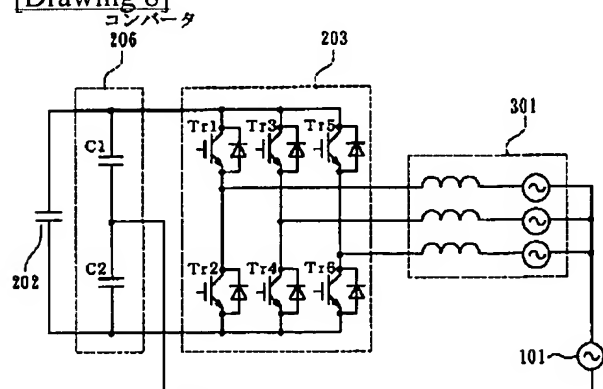 [Drawing 8]
コンバータ
206
203
301
Tr1
Tr3
Tr5
C1
C2
202
Tr2
Tr4
Tr6
101